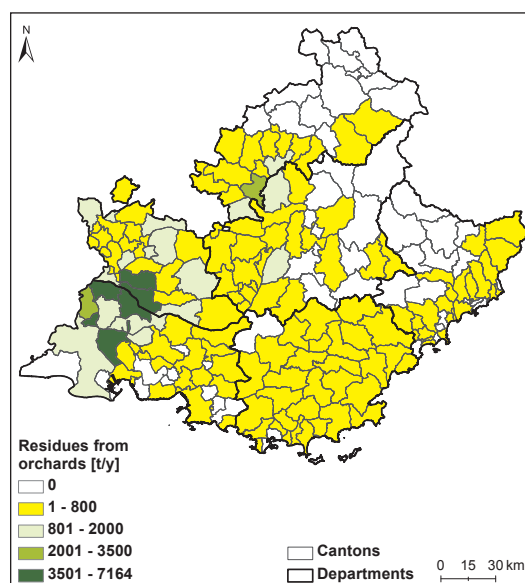 N
Residues from
orchards [t/y]
0
1 - 800
801 - 2000
2001 - 3500
3501 - 7164
Cantons
Departments
0 15 30 km